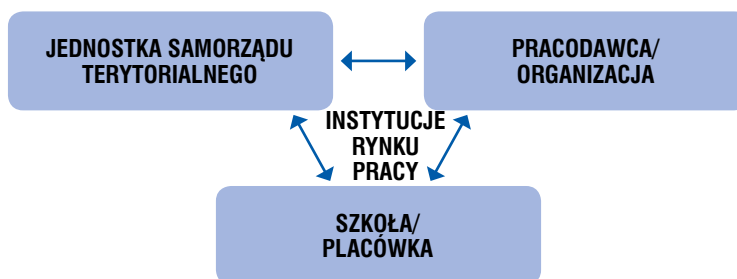 JEDNOSTKA SAMORZĄDU
TERYTORIALNEGO
PRACODAWCA/
ORGANIZACJA
INSTYTUCJE
RYNKU
PRACY
SZKOŁA/
PLACÓWKA